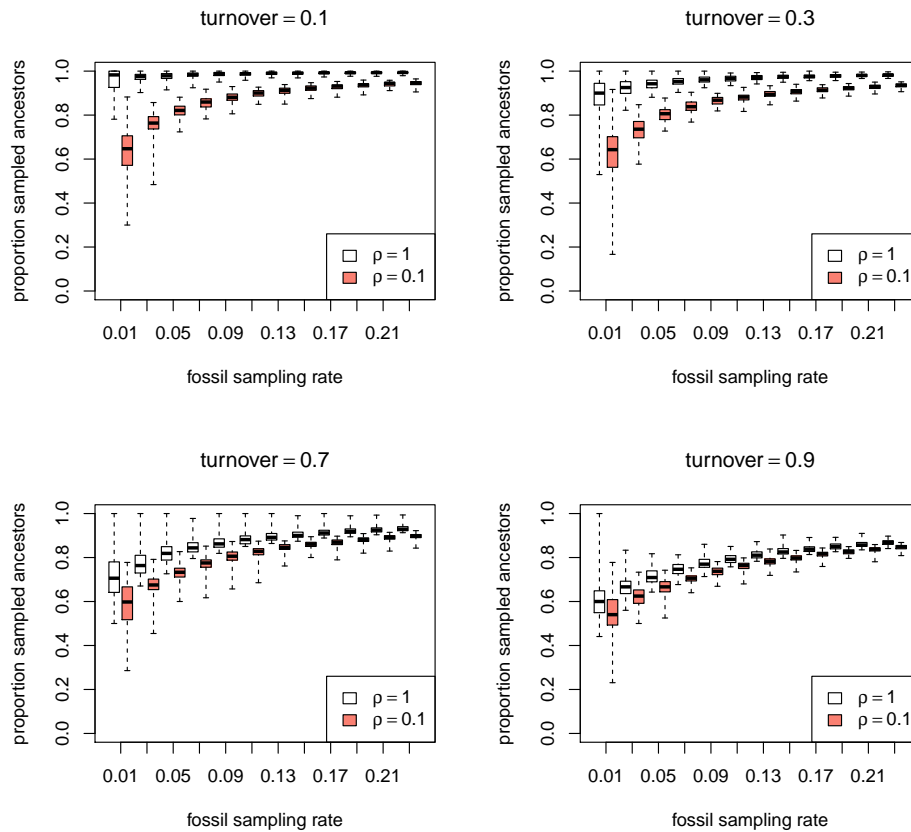 turnover = 0.1
proportion sampled ancestors
1.0
0.8
0.6
0.4
0.2
0.0
ρ = 1
ρ = 0.1
0.01 0.05 0.09 0.13 0.17 0.21
fossil sampling rate
turnover = 0.3
proportion sampled ancestors
1.0
0.8
0.6
0.4
0.2
0.0
ρ = 1
ρ = 0.1
0.01 0.05 0.09 0.13 0.17 0.21
fossil sampling rate
turnover = 0.7
proportion sampled ancestors
1.0
0.8
0.6
0.4
0.2
0.0
ρ = 1
ρ = 0.1
0.01 0.05 0.09 0.13 0.17 0.21
fossil sampling rate
turnover = 0.9
proportion sampled ancestors
1.0
0.8
0.6
0.4
0.2
0.0
ρ = 1
ρ = 0.1
0.01 0.05 0.09 0.13 0.17 0.21
fossil sampling rate